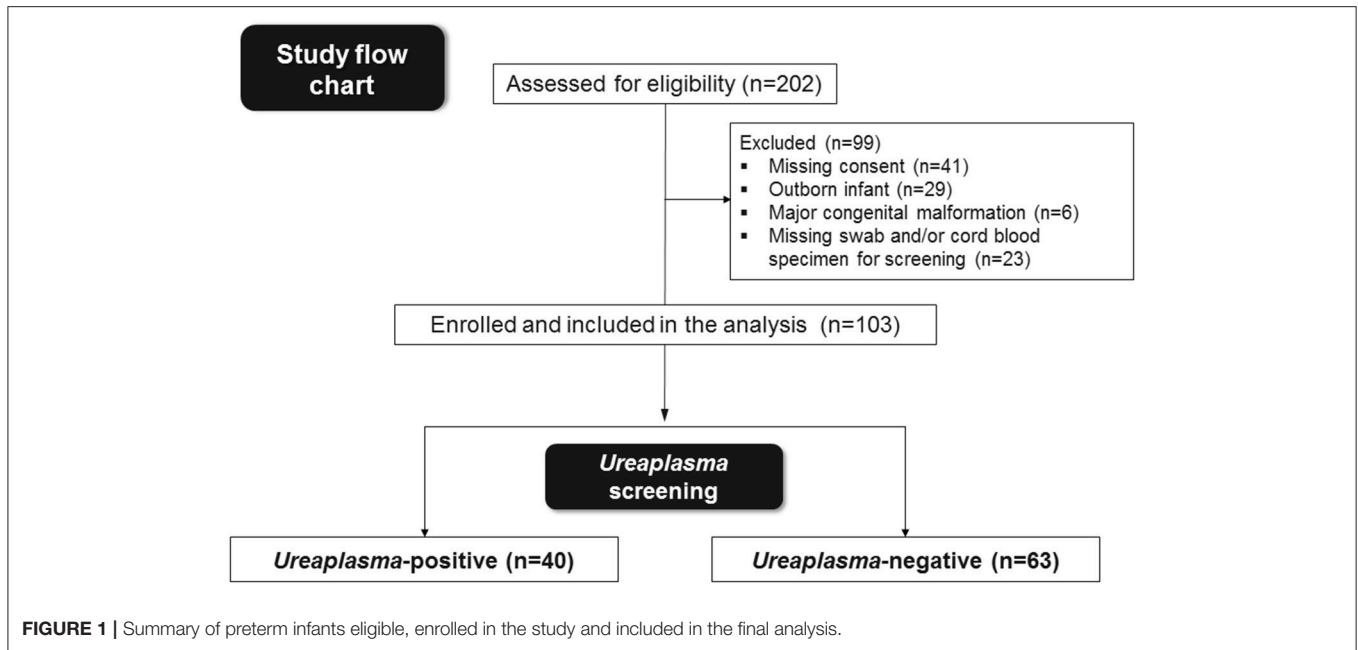 Study flow
chart
Assessed for eligibility (n=202)
Excluded (n=99)
▪ Missing consent (n=41)
▪ Outborn infant (n=29)
▪ Major congenital malformation (n=6)
▪ Missing swab and/or cord blood
specimen for screening (n=23)
Enrolled and included in the analysis (n=103)
Ureaplasma
screening
Ureaplasma-positive (n=40)
Ureaplasma-negative (n=63)
FIGURE 1 | Summary of preterm infants eligible, enrolled in the study and included in the final analysis.